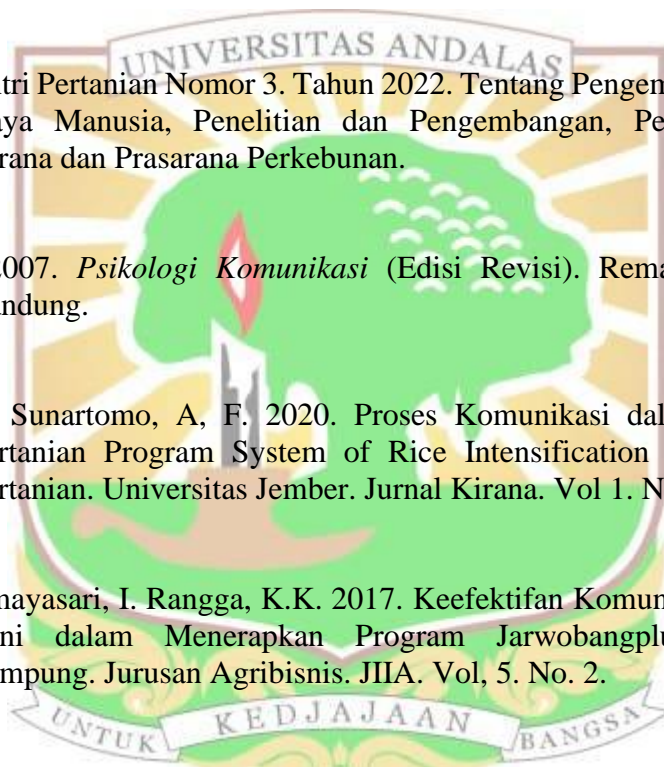 UNIVERSITAS ANDALAS
tri Pertanian Nomor 3. Tahun 2022. Tentang Pengem
aya Manusia, Penelitian dan Pengembangan, Pe
rana dan Prasarana Perkebunan.
2007. Psikologi Komunikasi (Edisi Revisi). Rema
ndung.
Sunartomo, A, F. 2020. Proses Komunikasi dal
rtanian Program System of Rice Intensification
rtanian. Universitas Jember. Jurnal Kirana. Vol 1. N
mayasari, I. Rangga, K.K. 2017. Keefektifan Komun
ni dalam Menerapkan Program Jarwobangplu
mpung. Jurusan Agribisnis. JIIA. Vol, 5. No. 2.
UNTUK KEDJAJAAN BANGSA